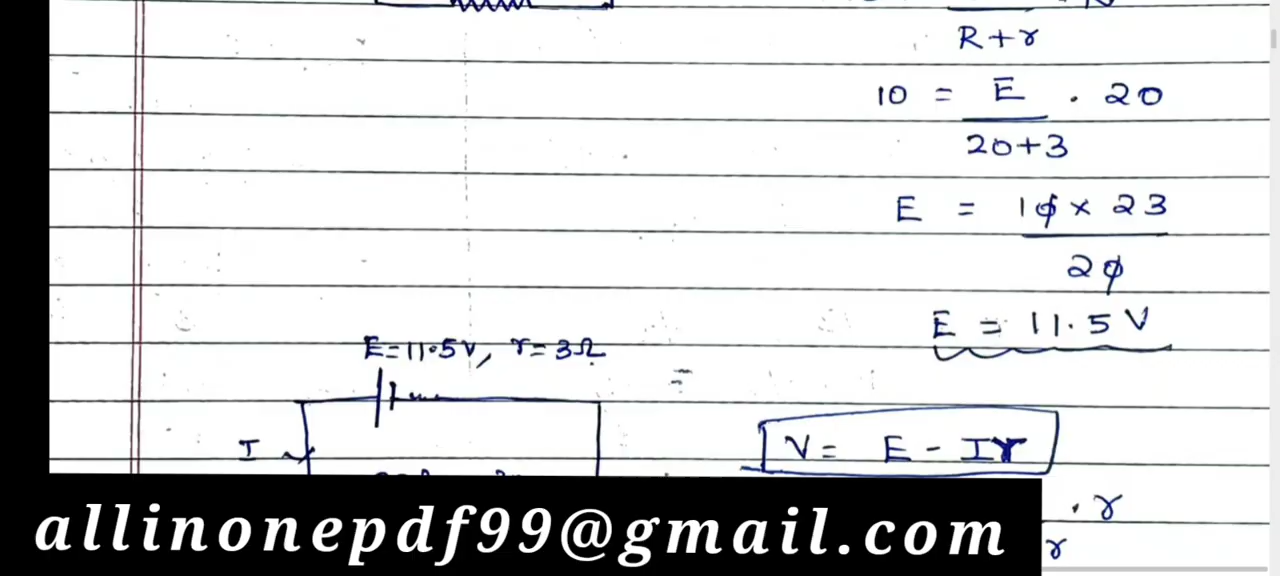 R+r
10 = E/(20+3) . 20
E = 10 × 23 / 20
E = 11.5 V
E=11.5V, r=3Ω
I
V = E - Ir
. r
r
allinonepdf99@gmail.com